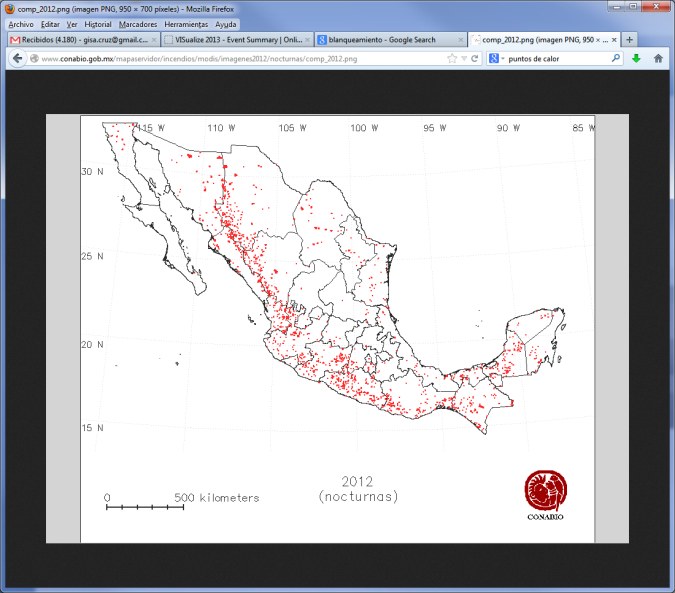 comp_2012.png (imagen PNG, 950 × 700 píxeles) - Mozilla Firefox
Archivo Editar Ver Historial Marcadores Herramientas Ayuda
Recibidos (4.180) - gisa.cruz@gmail.c... VISualize 2013 - Event Summary | Onli... blanqueamiento - Google Search comp_2012.png (imagen PNG, 950 × ...
www.conabio.gob.mx/mapaservidor/incendios/modis/imagenes2012/nocturnas/comp_2012.png puntos de calor
115 W 110 W 105 W 100 W 95 W 90 W 85 W
30 N
25 N
20 N
15 N
2012
(nocturnas)
0 500 kilometers
CONABIO